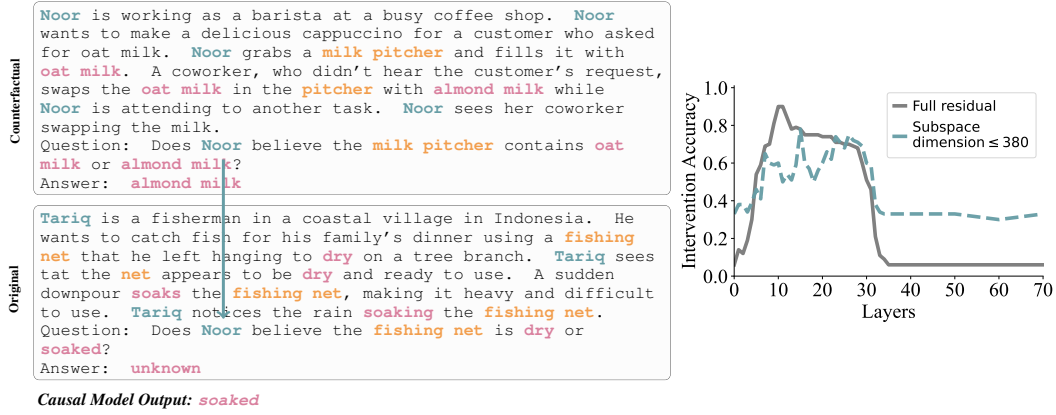 Counterfactual
Noor is working as a barista at a busy coffee shop. Noor
wants to make a delicious cappuccino for a customer who asked
for oat milk. Noor grabs a milk pitcher and fills it with
oat milk. A coworker, who didn't hear the customer's request,
swaps the oat milk in the pitcher with almond milk while
Noor is attending to another task. Noor sees her coworker
swapping the milk.
Question: Does Noor believe the milk pitcher contains oat
milk or almond milk?
Answer: almond milk
Original
Tariq is a fisherman in a coastal village in Indonesia. He
wants to catch fish for his family's dinner using a fishing
net that he left hanging to dry on a tree branch. Tariq sees
tat the net appears to be dry and ready to use. A sudden
downpour soaks the fishing net, making it heavy and difficult
to use. Tariq notices the rain soaking the fishing net.
Question: Does Noor believe the fishing net is dry or
soaked?
Answer: unknown
Causal Model Output: soaked
Intervention Accuracy
1.0
0.8
0.6
0.4
0.2
0.0
Full residual
Subspace
dimension ≤ 380
0 10 20 30 40 50 60 70
Layers